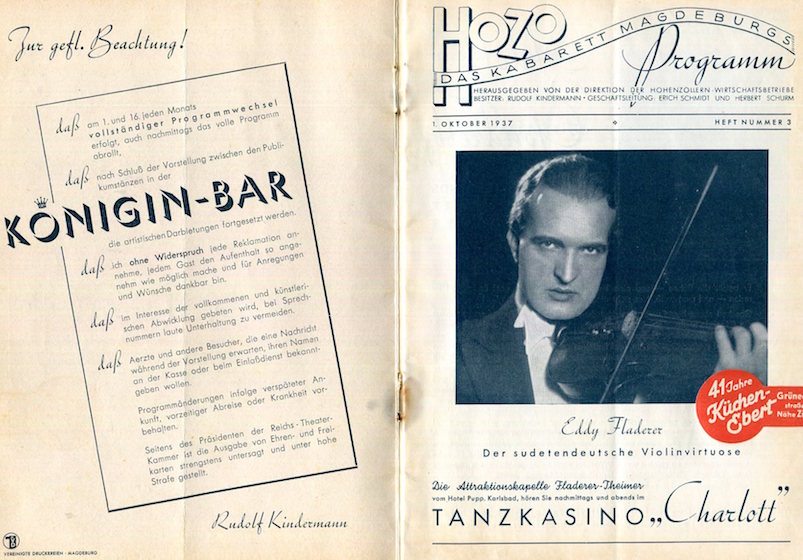 Zur gefl. Beachtung!
daß am 1. und 16. jeden Monats
vollständiger Programmwechsel
erfolgt, auch nachmittags das volle Programm
abrollt,
daß nach Schluß der Vorstellung zwischen den Publi-
kumstänzen in der
KÖNIGIN-BAR
die artistischen Darbietungen fortgesetzt werden.
daß ich ohne Widerspruch jede Reklamation an-
nehme, jedem Gast den Aufenthalt so ange-
nehm wie möglich mache und für Anregungen
und Wünsche dankbar bin.
daß im Interesse der vollkommenen und künstleri-
schen Abwicklung gebeten wird, bei Sprech-
nummern laute Unterhaltung zu vermeiden.
daß Aerzte und andere Besucher, die eine Nachricht
während der Vorstellung erwarten, ihren Namen
an der Kasse oder beim Einlaßdienst bekannt-
geben wollen.
Programmänderungen infolge verspäteter An-
kunft, vorzeitiger Abreise oder Krankheit vor-
behalten.
Seitens des Präsidenten der Reichs-Theater-
Kammer ist die Ausgabe von Ehren- und Frei-
karten strengstens untersagt und unter hohe
Strafe gestellt.
Rudolf Kindermann
VEREINIGTE DRUCKEREIEN · MAGDEBURG
HOZO
DAS KABARETT MAGDEBURGS
Programm
HERAUSGEGEBEN VON DER DIREKTION DER HOHENZOLLERN-WIRTSCHAFTSBETRIEBE
BESITZER: RUDOLF KINDERMANN · GESCHÄFTSLEITUNG: ERICH SCHMIDT UND HERBERT SCHURM
1. OKTOBER 1937 HEFT NUMMER 3
41 Jahre
Küchen-
Ebert
Grüne
straße
Nähe
Eddy Fladerer
Der sudetendeutsche Violinvirtuose
Die Attraktionskapelle Fladerer-Theimer
vom Hotel Pupp, Karlsbad, hören Sie nachmittags und abends im
TANZKASINO „Charlott"